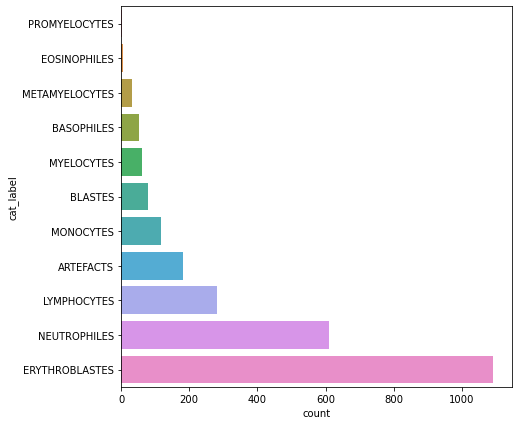 PROMYELOCYTES
EOSINOPHILES
METAMYELOCYTES
BASOPHILES
MYELOCYTES
BLASTES
MONOCYTES
ARTEFACTS
LYMPHOCYTES
NEUTROPHILES
ERYTHROBLASTES
cat_label
0 200 400 600 800 1000
count